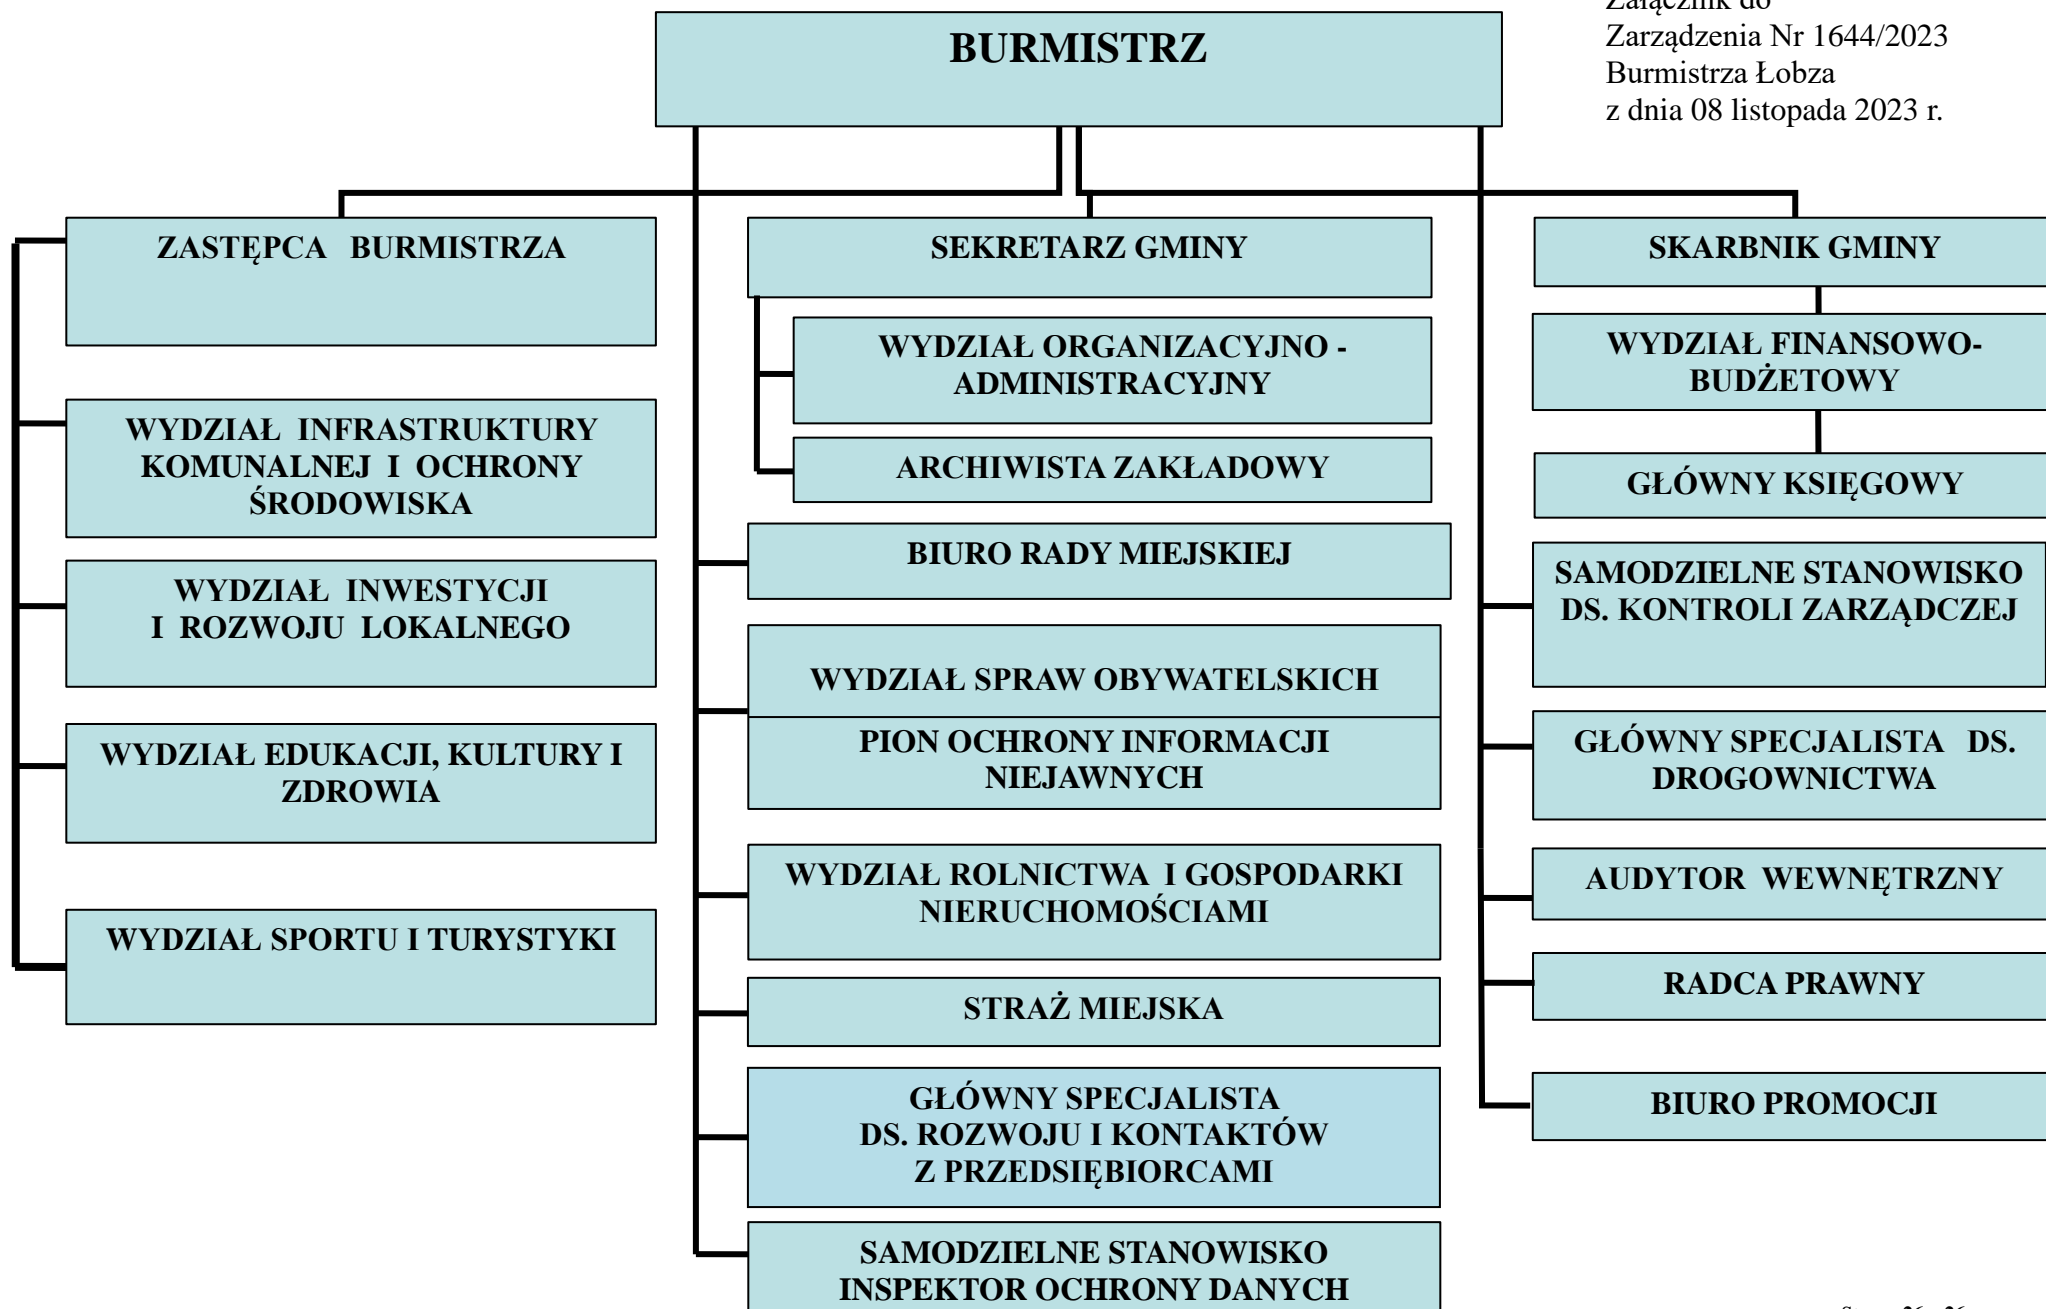 Załącznik do
Zarządzenia Nr 1644/2023
Burmistrza Łobza
z dnia 08 listopada 2023 r.
BURMISTRZ
ZASTĘPCA BURMISTRZA
WYDZIAŁ INFRASTRUKTURY
KOMUNALNEJ I OCHRONY
ŚRODOWISKA
WYDZIAŁ INWESTYCJI
I ROZWOJU LOKALNEGO
WYDZIAŁ EDUKACJI, KULTURY I
ZDROWIA
WYDZIAŁ SPORTU I TURYSTYKI
SEKRETARZ GMINY
WYDZIAŁ ORGANIZACYJNO -
ADMINISTRACYJNY
ARCHIWISTA ZAKŁADOWY
BIURO RADY MIEJSKIEJ
WYDZIAŁ SPRAW OBYWATELSKICH
PION OCHRONY INFORMACJI
NIEJAWNYCH
WYDZIAŁ ROLNICTWA I GOSPODARKI
NIERUCHOMOŚCIAMI
STRAŻ MIEJSKA
GŁÓWNY SPECJALISTA
DS. ROZWOJU I KONTAKTÓW
Z PRZEDSIĘBIORCAMI
SAMODZIELNE STANOWISKO
INSPEKTOR OCHRONY DANYCH
SKARBNIK GMINY
WYDZIAŁ FINANSOWO-
BUDŻETOWY
GŁÓWNY KSIĘGOWY
SAMODZIELNE STANOWISKO
DS. KONTROLI ZARZĄDCZEJ
GŁÓWNY SPECJALISTA DS.
DROGOWNICTWA
AUDYTOR WEWNĘTRZNY
RADCA PRAWNY
BIURO PROMOCJI